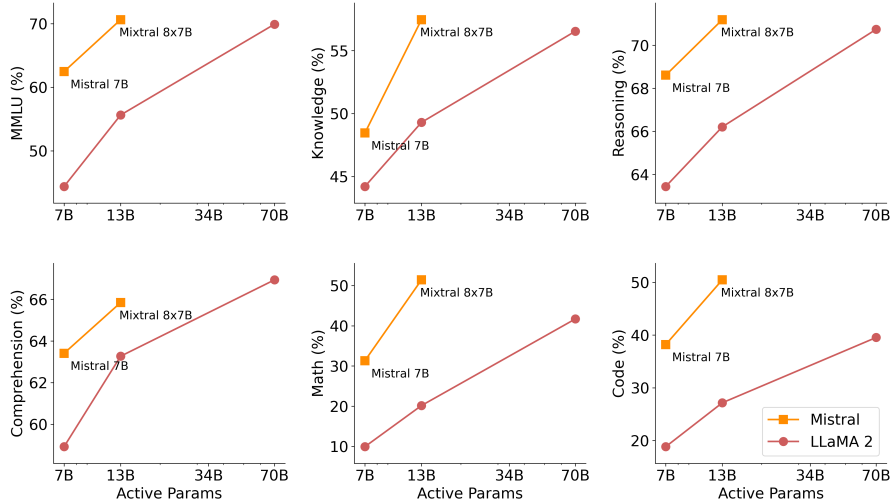 MMLU (%)
70
60
50
Mixtral 8x7B
Mistral 7B
7B 13B 34B 70B
Knowledge (%)
55
50
45
Mixtral 8x7B
Mistral 7B
7B 13B 34B 70B
Reasoning (%)
70
68
66
64
Mixtral 8x7B
Mistral 7B
7B 13B 34B 70B
Comprehension (%)
66
64
62
60
Mixtral 8x7B
Mistral 7B
7B 13B 34B 70B
Active Params
Math (%)
50
40
30
20
10
Mixtral 8x7B
Mistral 7B
7B 13B 34B 70B
Active Params
Code (%)
50
40
30
20
Mixtral 8x7B
Mistral 7B
Mistral
LLaMA 2
7B 13B 34B 70B
Active Params